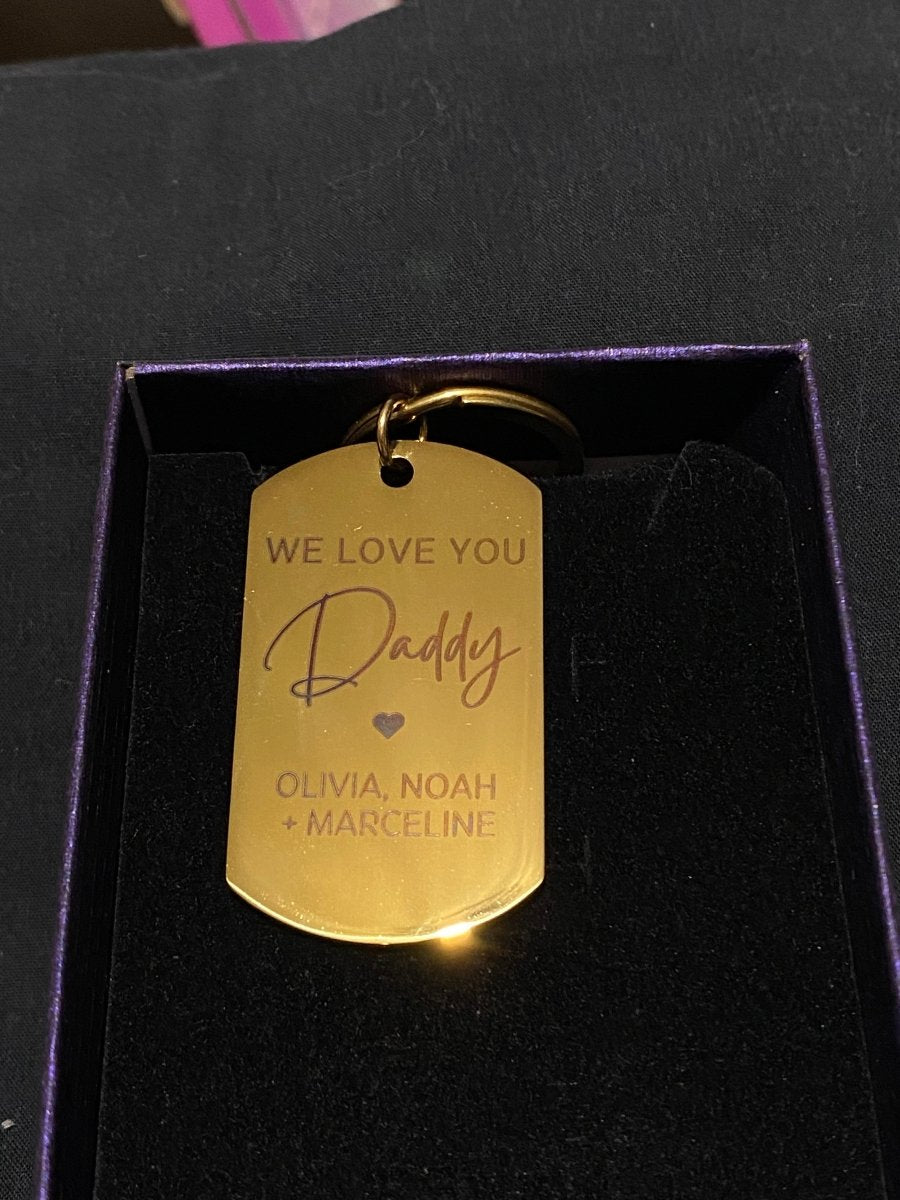 WE LOVE YOU
Daddy
OLIVIA, NOAH
+ MARCELINE